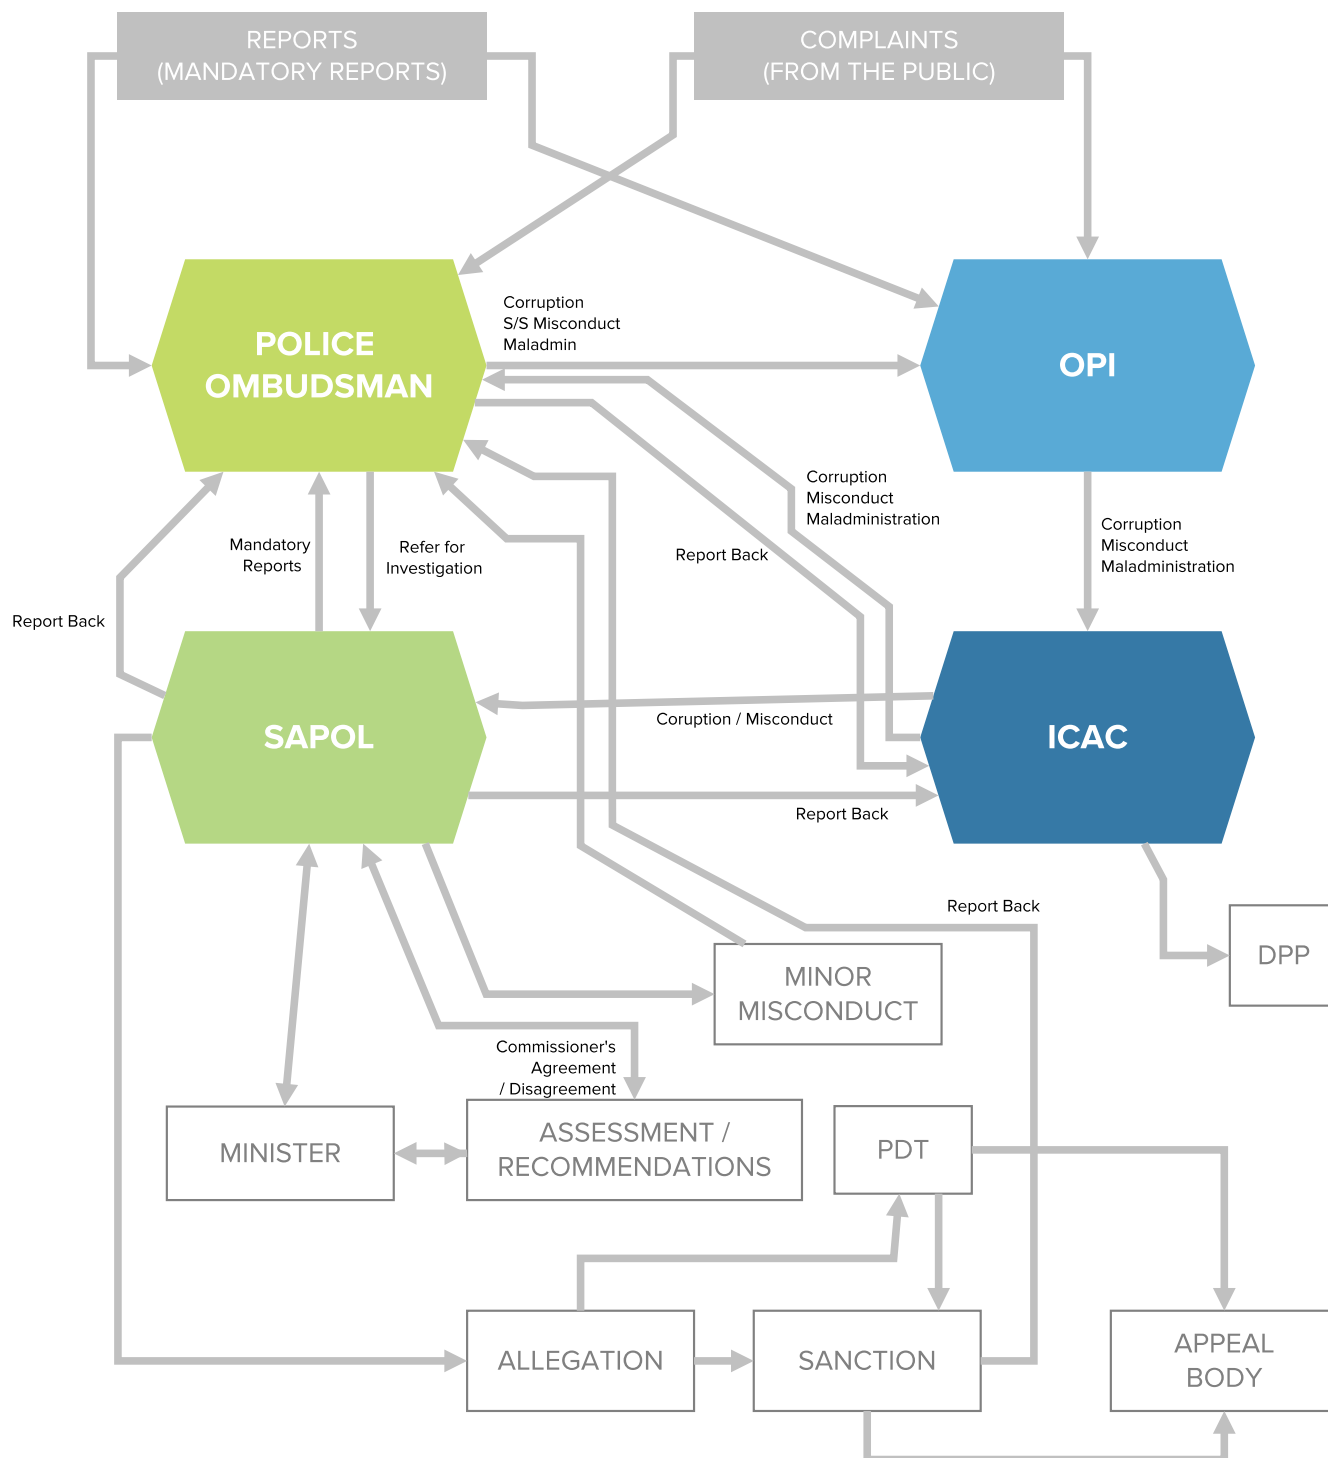 REPORTS
(MANDATORY REPORTS)
COMPLAINTS
(FROM THE PUBLIC)
Corruption
S/S Misconduct
Maladmin
POLICE
OMBUDSMAN
OPI
Corruption
Misconduct
Maladministration
Corruption
Misconduct
Maladministration
Mandatory
Reports
Refer for
Investigation
Report Back
Report Back
SAPOL
Coruption / Misconduct
ICAC
Report Back
Report Back
DPP
MINOR
MISCONDUCT
Commissioner's
Agreement
/ Disagreement
MINISTER
ASSESSMENT /
RECOMMENDATIONS
PDT
ALLEGATION
SANCTION
APPEAL
BODY